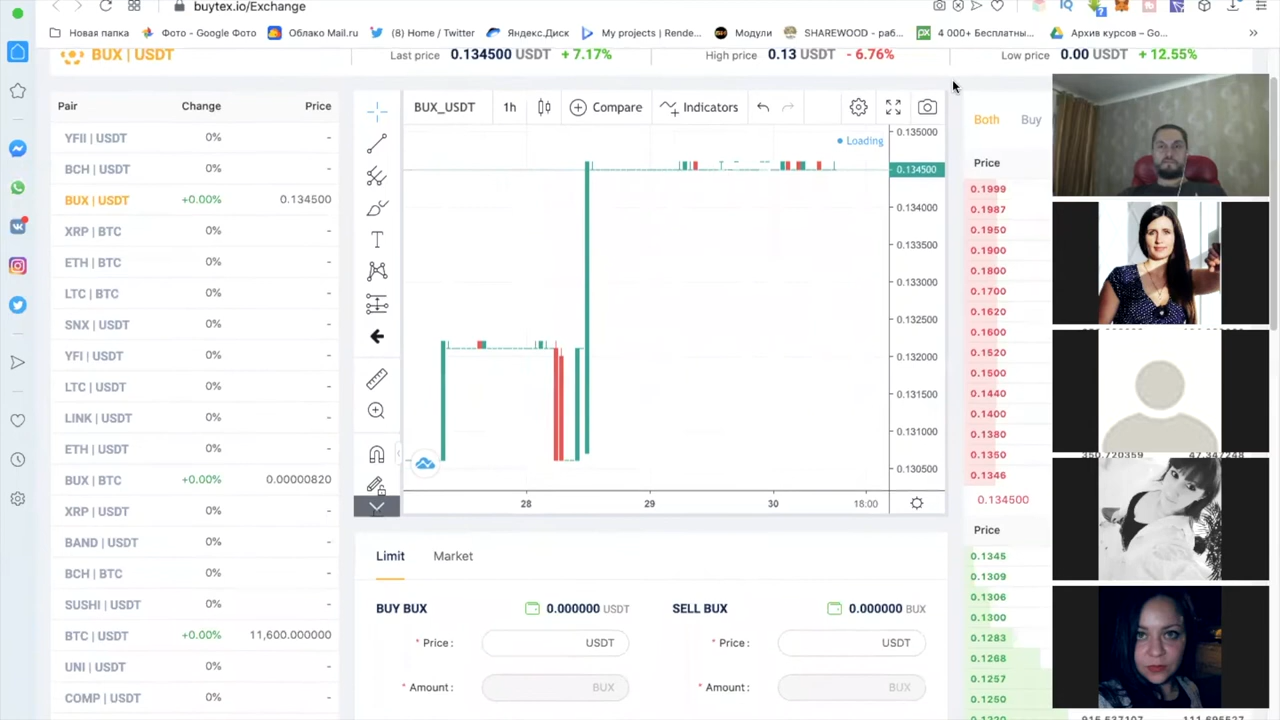 buytex.io/Exchange
Новая папка
Фото - Google Фото
Облако Mail.ru
(8) Home / Twitter
Яндекс.Диск
My projects | Rende...
Модули
SHAREWOOD - раб...
4 000+ Бесплатны...
Архив курсов – Go...
BUX | USDT
Last price 0.134500 USDT + 7.17%
High price 0.13 USDT - 6.76%
Low price 0.00 USDT + 12.55%
Pair Change Price
YFII | USDT 0% -
BCH | USDT 0% -
BUX | USDT +0.00% 0.134500
XRP | BTC 0% -
ETH | BTC 0% -
LTC | BTC 0% -
SNX | USDT 0% -
YFI | USDT 0% -
LTC | USDT 0% -
LINK | USDT 0% -
ETH | USDT 0% -
BUX | BTC +0.00% 0.00000820
XRP | USDT 0% -
BAND | USDT 0% -
BCH | BTC 0% -
SUSHI | USDT 0% -
BTC | USDT +0.00% 11,600.000000
UNI | USDT 0% -
COMP | USDT 0% -
BUX_USDT 1h Compare Indicators
Loading
0.135000
0.134500
0.134000
0.133500
0.133000
0.132500
0.132000
0.131500
0.131000
0.130500
28 29 30 18:00
Limit Market
BUY BUX 0.000000 USDT
* Price : USDT
* Amount : BUX
SELL BUX 0.000000 BUX
* Price : USDT
* Amount : BUX
Both Buy
Price
0.1999
0.1987
0.1950
0.1900
0.1800
0.1700
0.1620
0.1600
0.1520
0.1500
0.1440
0.1400
0.1380
0.1350
0.1346
0.134500
Price
0.1345
0.1309
0.1306
0.1300
0.1283
0.1268
0.1257
0.1250